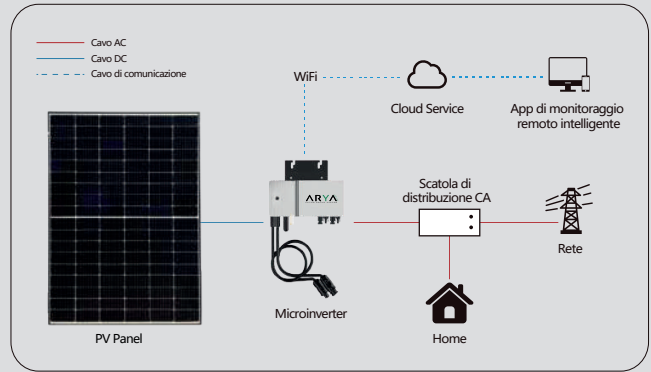 Cavo AC
Cavo DC
Cavo di comunicazione
WiFi
Cloud Service
App di monitoraggio
remoto intelligente
ARYA
Scatola di
distribuzione CA
Rete
Microinverter
PV Panel
Home